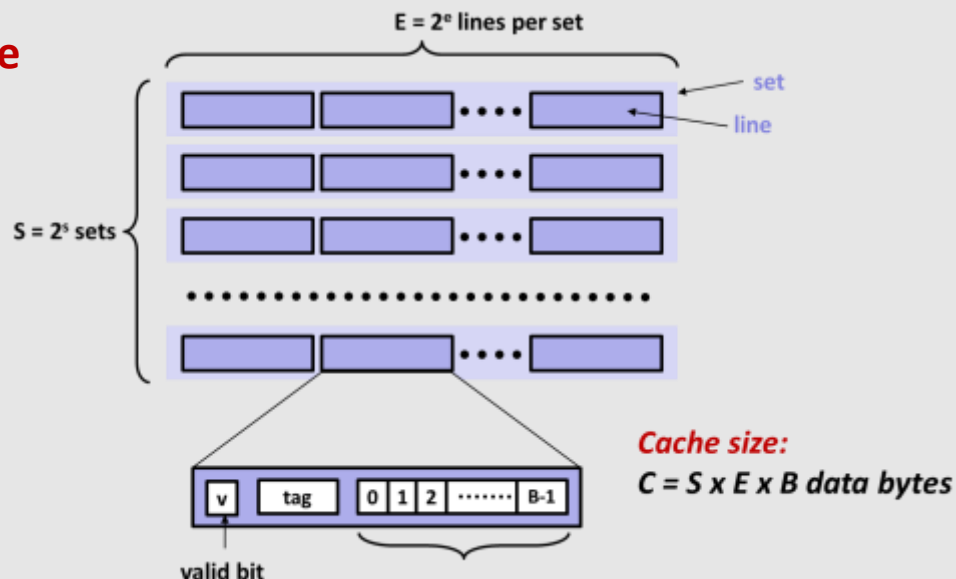 E = 2ᵉ lines per set
set
line
S = 2ˢ sets
v
tag
0 1 2 ........ B-1
valid bit
Cache size:
C = S x E x B data bytes